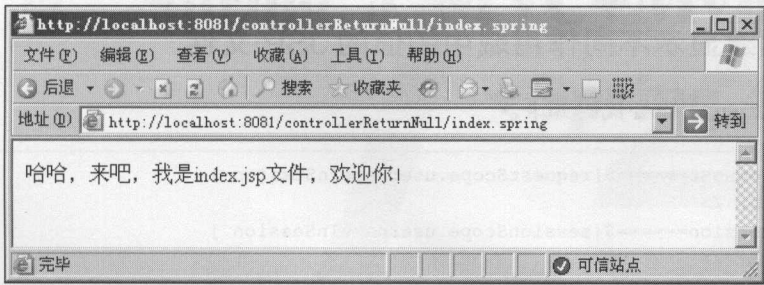 http://localhost:8081/controllerReturnNull/index.spring
文件(F) 编辑(E) 查看(V) 收藏(A) 工具(T) 帮助(H)
后退 搜索 收藏夹
地址(D) http://localhost:8081/controllerReturnNull/index.spring 转到
哈哈，来吧，我是index.jsp文件，欢迎你!
完毕 可信站点